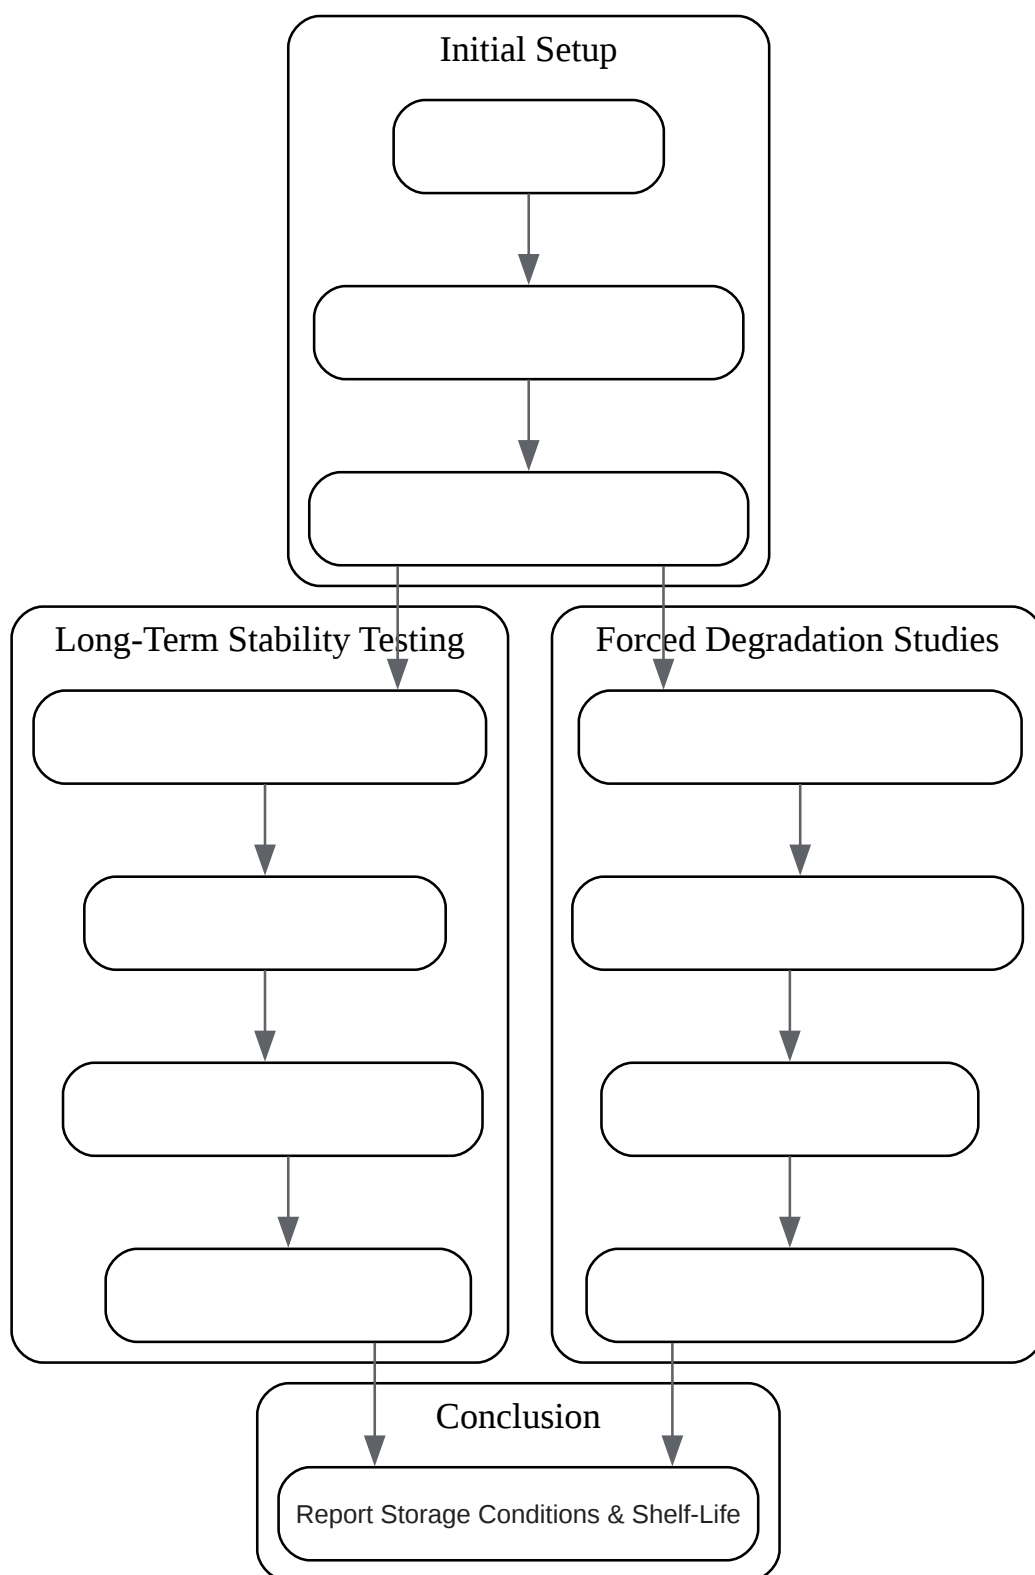 Initial Setup
Long-Term Stability Testing
Forced Degradation Studies
Conclusion
Report Storage Conditions & Shelf-Life